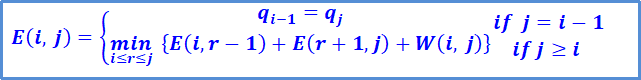 E(i, j) = { q_{i−1} = q_j if j = i − 1
min_{i≤r≤j} {E(i, r − 1) + E(r + 1, j) + W(i, j)} if j ≥ i